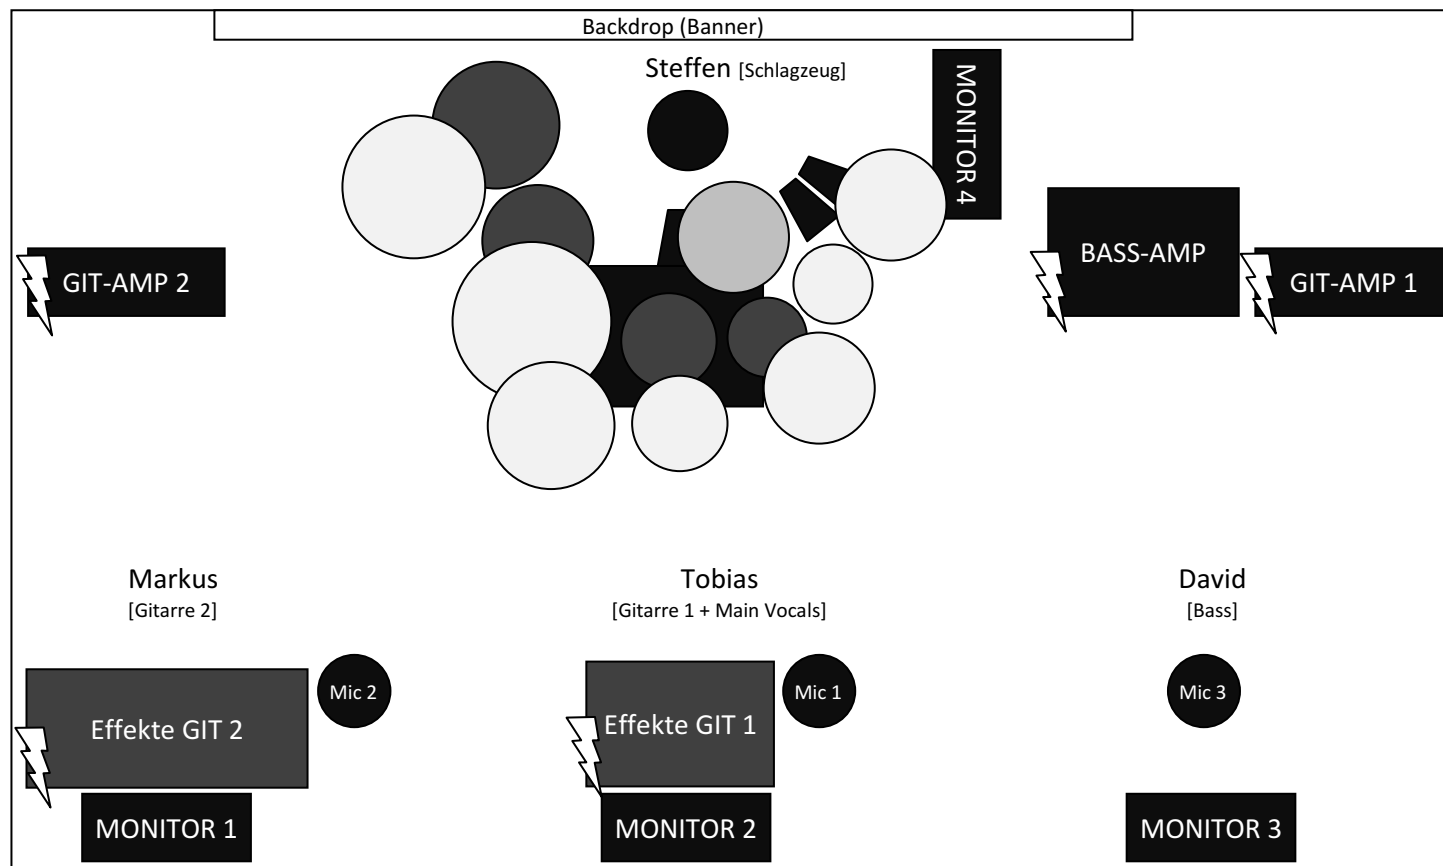 Backdrop (Banner)
Steffen [Schlagzeug]
MONITOR 4
GIT-AMP 2
BASS-AMP
GIT-AMP 1
Markus
[Gitarre 2]
Tobias
[Gitarre 1 + Main Vocals]
David
[Bass]
Mic 2
Mic 1
Mic 3
Effekte GIT 2
Effekte GIT 1
MONITOR 1
MONITOR 2
MONITOR 3